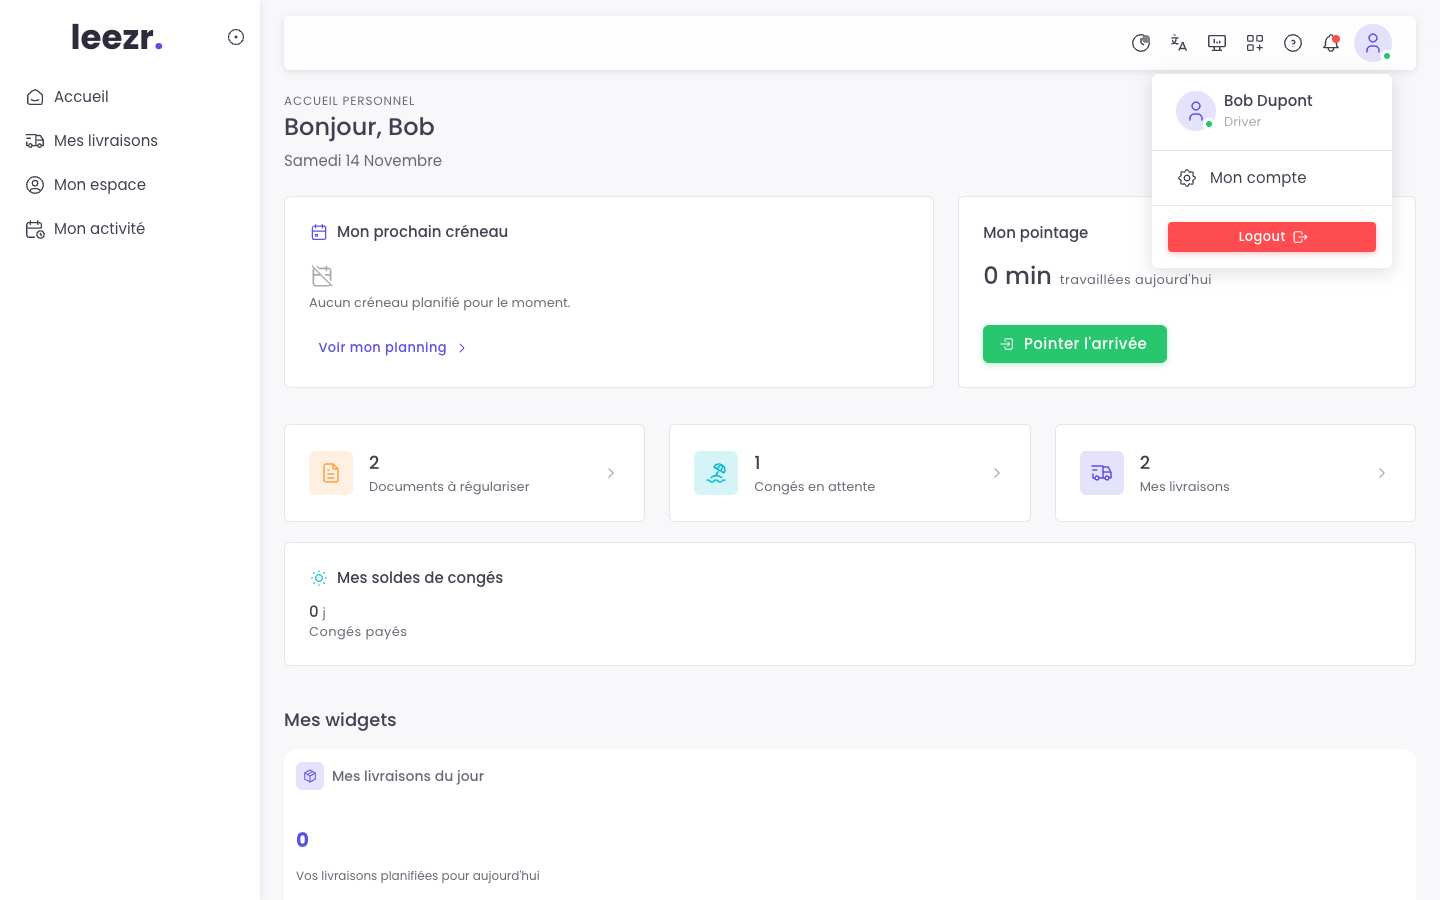 leezr.
Accueil
Mes livraisons
Mon espace
Mon activité
ACCUEIL PERSONNEL
Bonjour, Bob
Samedi 14 Novembre
Bob Dupont
Driver
Mon compte
Logout
Mon prochain créneau
Aucun créneau planifié pour le moment.
Voir mon planning
Mon pointage
0 min travaillées aujourd'hui
Pointer l'arrivée
2
Documents à régulariser
1
Congés en attente
2
Mes livraisons
Mes soldes de congés
0 j
Congés payés
Mes widgets
Mes livraisons du jour
0
Vos livraisons planifiées pour aujourd'hui